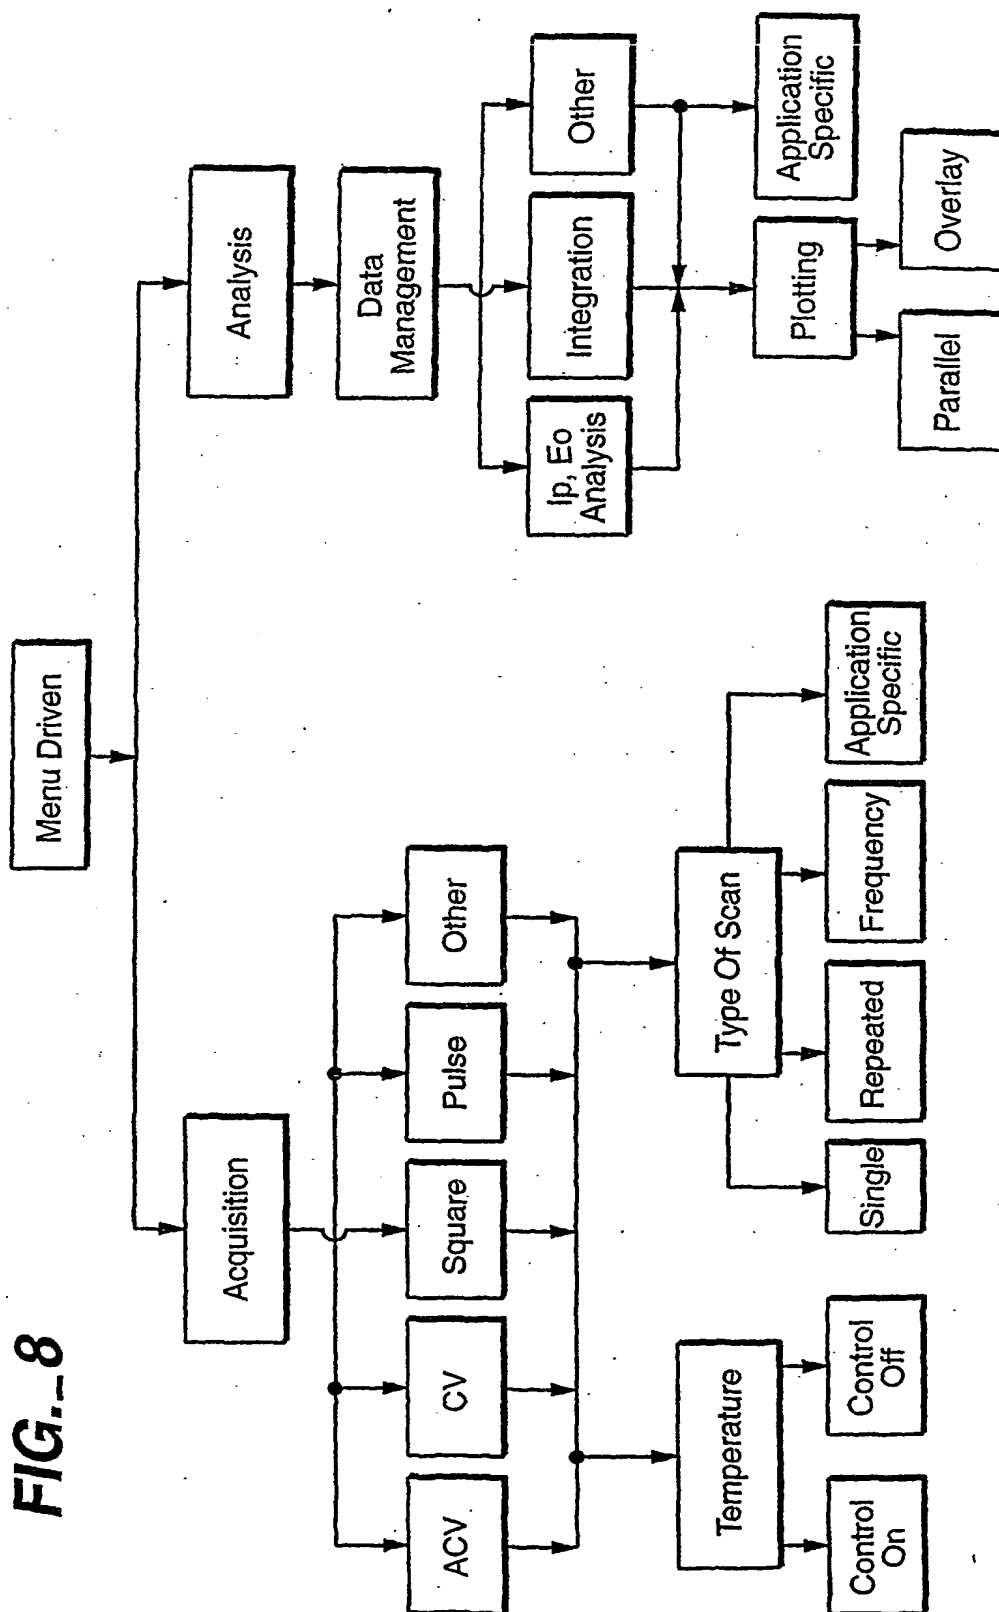 FIG._8
Menu Driven
Acquisition
Analysis
Data
Management
ACV
CV
Square
Pulse
Other
Ip, Eo
Analysis
Integration
Other
Temperature
Type Of Scan
Plotting
Application
Specific
Control
On
Control
Off
Single
Repeated
Frequency
Application
Specific
Parallel
Overlay